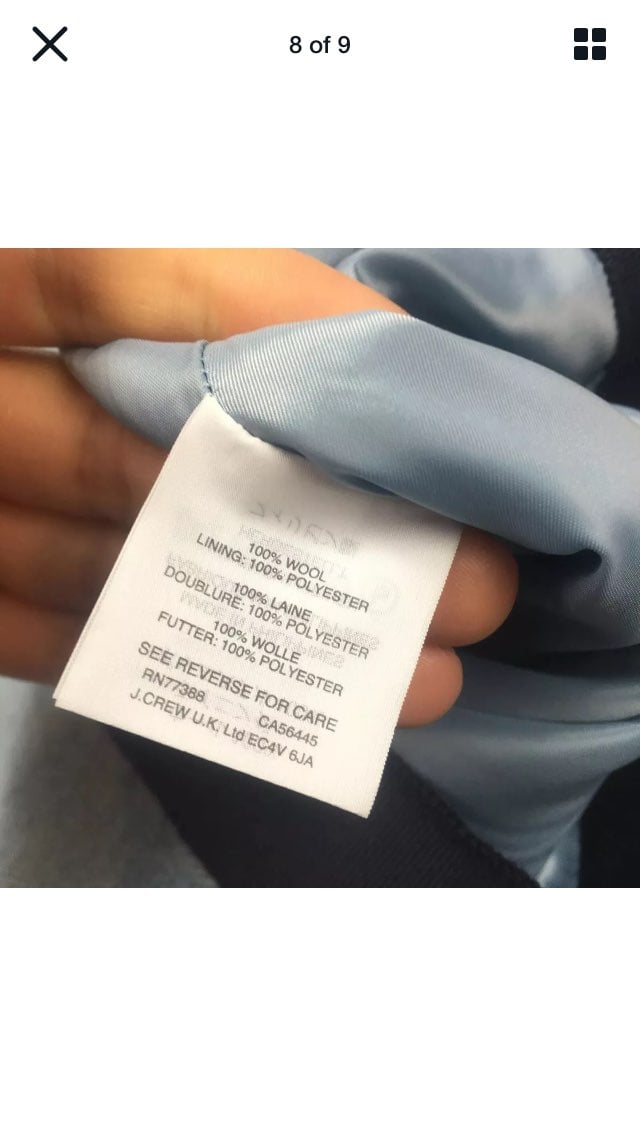 8 of 9
100% WOOL
LINING: 100% POLYESTER
100% LAINE
DOUBLURE: 100% POLYESTER
100% WOLLE
FUTTER: 100% POLYESTER
SEE REVERSE FOR CARE
RN77388 CA56445
J.CREW U.K, Ltd EC4V 6JA